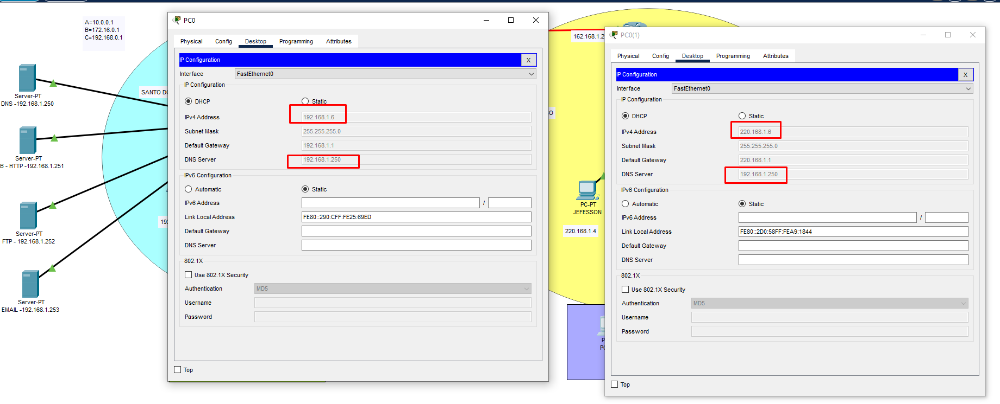 A=10.0.0.1
B=172.16.0.1
C=192.168.0.1
Server-PT
DNS -192.168.1.250
Server-PT
B - HTTP -192.168.1.251
Server-PT
FTP - 192.168.1.252
Server-PT
EMAIL -192.168.1.253
SANTO DO
19
PC0
Physical Config Desktop Programming Attributes
IP Configuration X
Interface FastEthernet0
IP Configuration
DHCP Static
IPv4 Address 192.168.1.6
Subnet Mask 255.255.255.0
Default Gateway 192.168.1.1
DNS Server 192.168.1.250
IPv6 Configuration
Automatic Static
IPv6 Address /
Link Local Address FE80::290:CFF:FE25:69ED
Default Gateway
DNS Server
802.1X
Use 802.1X Security
Authentication MD5
Username
Password
Top
162.168.1.2
O
PC-PT
JEFESSON
220.168.1.4
P
PC
PC0(1)
Physical Config Desktop Programming Attributes
IP Configuration X
Interface FastEthernet0
IP Configuration
DHCP Static
IPv4 Address 220.168.1.6
Subnet Mask 255.255.255.0
Default Gateway 220.168.1.1
DNS Server 192.168.1.250
IPv6 Configuration
Automatic Static
IPv6 Address /
Link Local Address FE80::2D0:58FF:FEA9:1844
Default Gateway
DNS Server
802.1X
Use 802.1X Security
Authentication MD5
Username
Password
Top